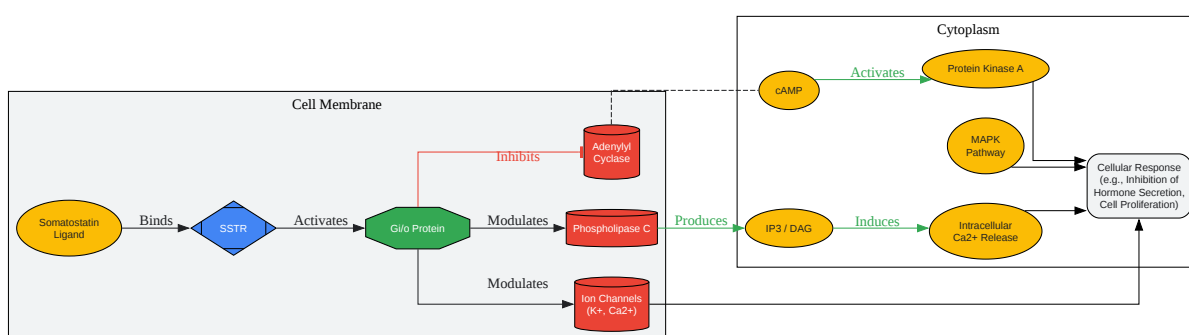 Cytoplasm
Activates
Protein Kinase A
cAMP
Cell Membrane
Inhibits
Adenylyl
Cyclase
MAPK
Pathway
Cellular Response
(e.g., Inhibition of
Hormone Secretion,
Cell Proliferation)
Somatostatin
Ligand
Binds
SSTR
Activates
Gi/o Protein
Modulates
Phospholipase C
Produces
IP3 / DAG
Induces
Intracellular
Ca2+ Release
Modulates
Ion Channels
(K+, Ca2+)